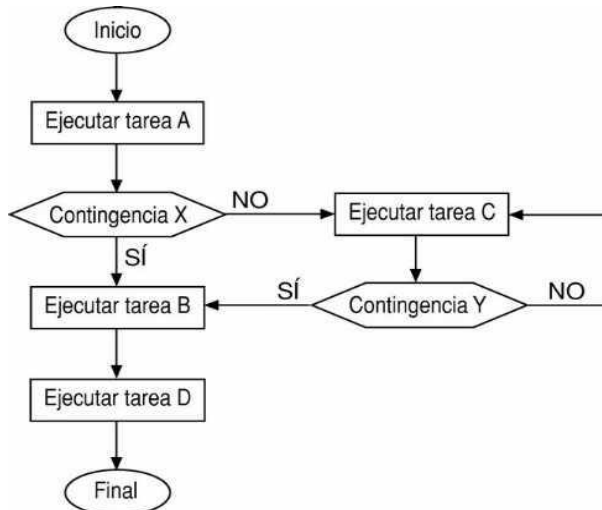 Inicio
Ejecutar tarea A
Contingencia X
NO
Ejecutar tarea C
SÍ
Ejecutar tarea B
SÍ
Contingencia Y
NO
Ejecutar tarea D
Final